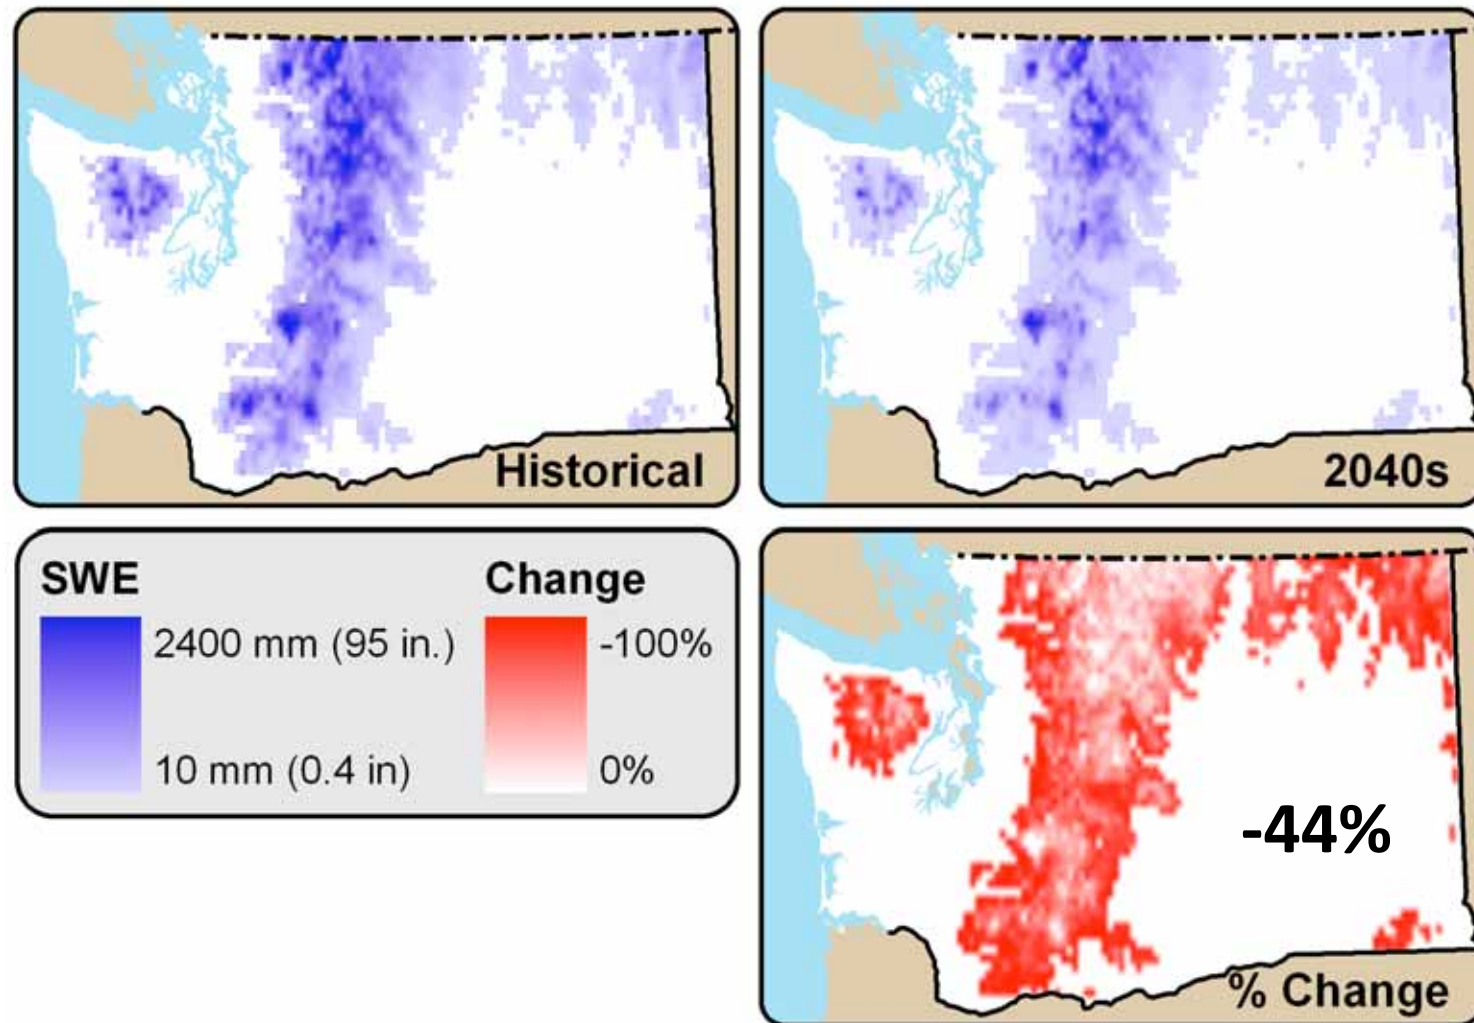 Historical
2040s
SWE
2400 mm (95 in.)
10 mm (0.4 in)
Change
-100%
0%
-44%
% Change